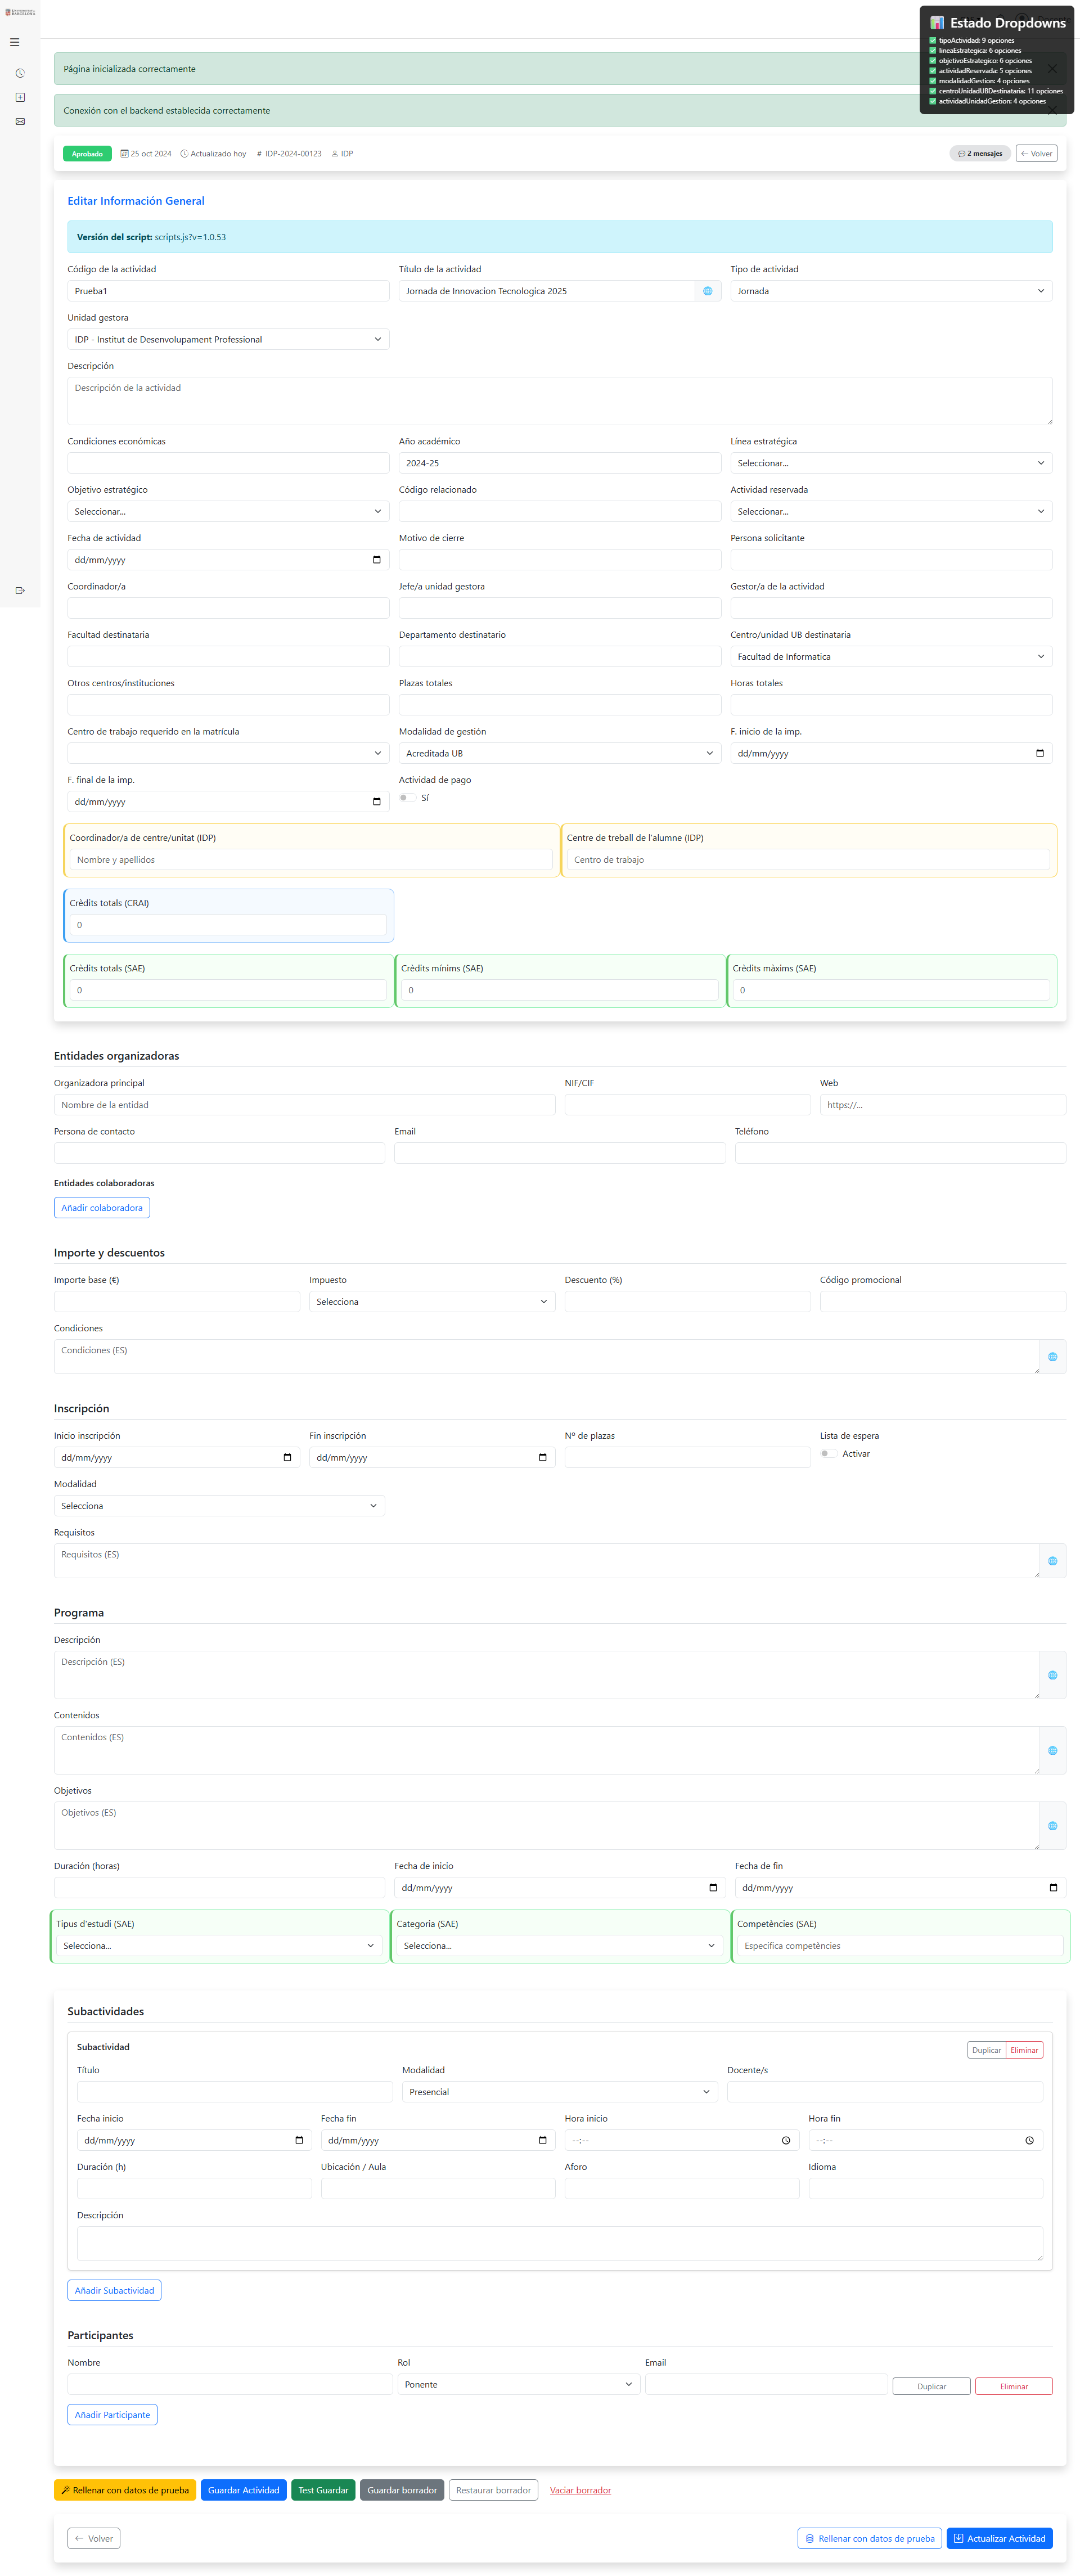 UNIVERSITAT DE
BARCELONA
Estado Dropdowns
tipoActividad: 9 opciones
lineaEstrategica: 6 opciones
objetivoEstrategico: 6 opciones
actividadReservada: 5 opciones
modalidadGestion: 4 opciones
centroUnidadUBDestinataria: 11 opciones
actividadUnidadGestion: 4 opciones
Página inicializada correctamente
Conexión con el backend establecida correctamente
Aprobado 25 oct 2024 Actualizado hoy # IDP-2024-00123 IDP 2 mensajes ← Volver
Editar Información General
Versión del script: scripts.js?v=1.0.53
Código de la actividad Título de la actividad Tipo de actividad
Prueba1 Jornada de Innovacion Tecnologica 2025 Jornada
Unidad gestora
IDP - Institut de Desenvolupament Professional
Descripción
Descripción de la actividad
Condiciones económicas Año académico Línea estratégica
2024-25 Seleccionar...
Objetivo estratégico Código relacionado Actividad reservada
Seleccionar... Seleccionar...
Fecha de actividad Motivo de cierre Persona solicitante
dd/mm/yyyy
Coordinador/a Jefe/a unidad gestora Gestor/a de la actividad
Facultad destinataria Departamento destinatario Centro/unidad UB destinataria
Facultad de Informatica
Otros centros/instituciones Plazas totales Horas totales
Centro de trabajo requerido en la matrícula Modalidad de gestión F. inicio de la imp.
Acreditada UB dd/mm/yyyy
F. final de la imp. Actividad de pago
dd/mm/yyyy Sí
Coordinador/a de centre/unitat (IDP) Centre de treball de l'alumne (IDP)
Nombre y apellidos Centro de trabajo
Crèdits totals (CRAI)
0
Crèdits totals (SAE) Crèdits mínims (SAE) Crèdits màxims (SAE)
0 0 0
Entidades organizadoras
Organizadora principal NIF/CIF Web
Nombre de la entidad https://...
Persona de contacto Email Teléfono
Entidades colaboradoras
Añadir colaboradora
Importe y descuentos
Importe base (€) Impuesto Descuento (%) Código promocional
Selecciona
Condiciones
Condiciones (ES)
Inscripción
Inicio inscripción Fin inscripción Nº de plazas Lista de espera
dd/mm/yyyy dd/mm/yyyy Activar
Modalidad
Selecciona
Requisitos
Requisitos (ES)
Programa
Descripción
Descripción (ES)
Contenidos
Contenidos (ES)
Objetivos
Objetivos (ES)
Duración (horas) Fecha de inicio Fecha de fin
dd/mm/yyyy dd/mm/yyyy
Tipus d'estudi (SAE) Categoria (SAE) Competències (SAE)
Selecciona... Selecciona... Especifica competències
Subactividades
Subactividad Duplicar Eliminar
Título Modalidad Docente/s
Presencial
Fecha inicio Fecha fin Hora inicio Hora fin
dd/mm/yyyy dd/mm/yyyy --:-- --:--
Duración (h) Ubicación / Aula Aforo Idioma
Descripción
Añadir Subactividad
Participantes
Nombre Rol Email
Ponente Duplicar Eliminar
Añadir Participante
Rellenar con datos de prueba Guardar Actividad Test Guardar Guardar borrador Restaurar borrador Vaciar borrador
← Volver Rellenar con datos de prueba Actualizar Actividad